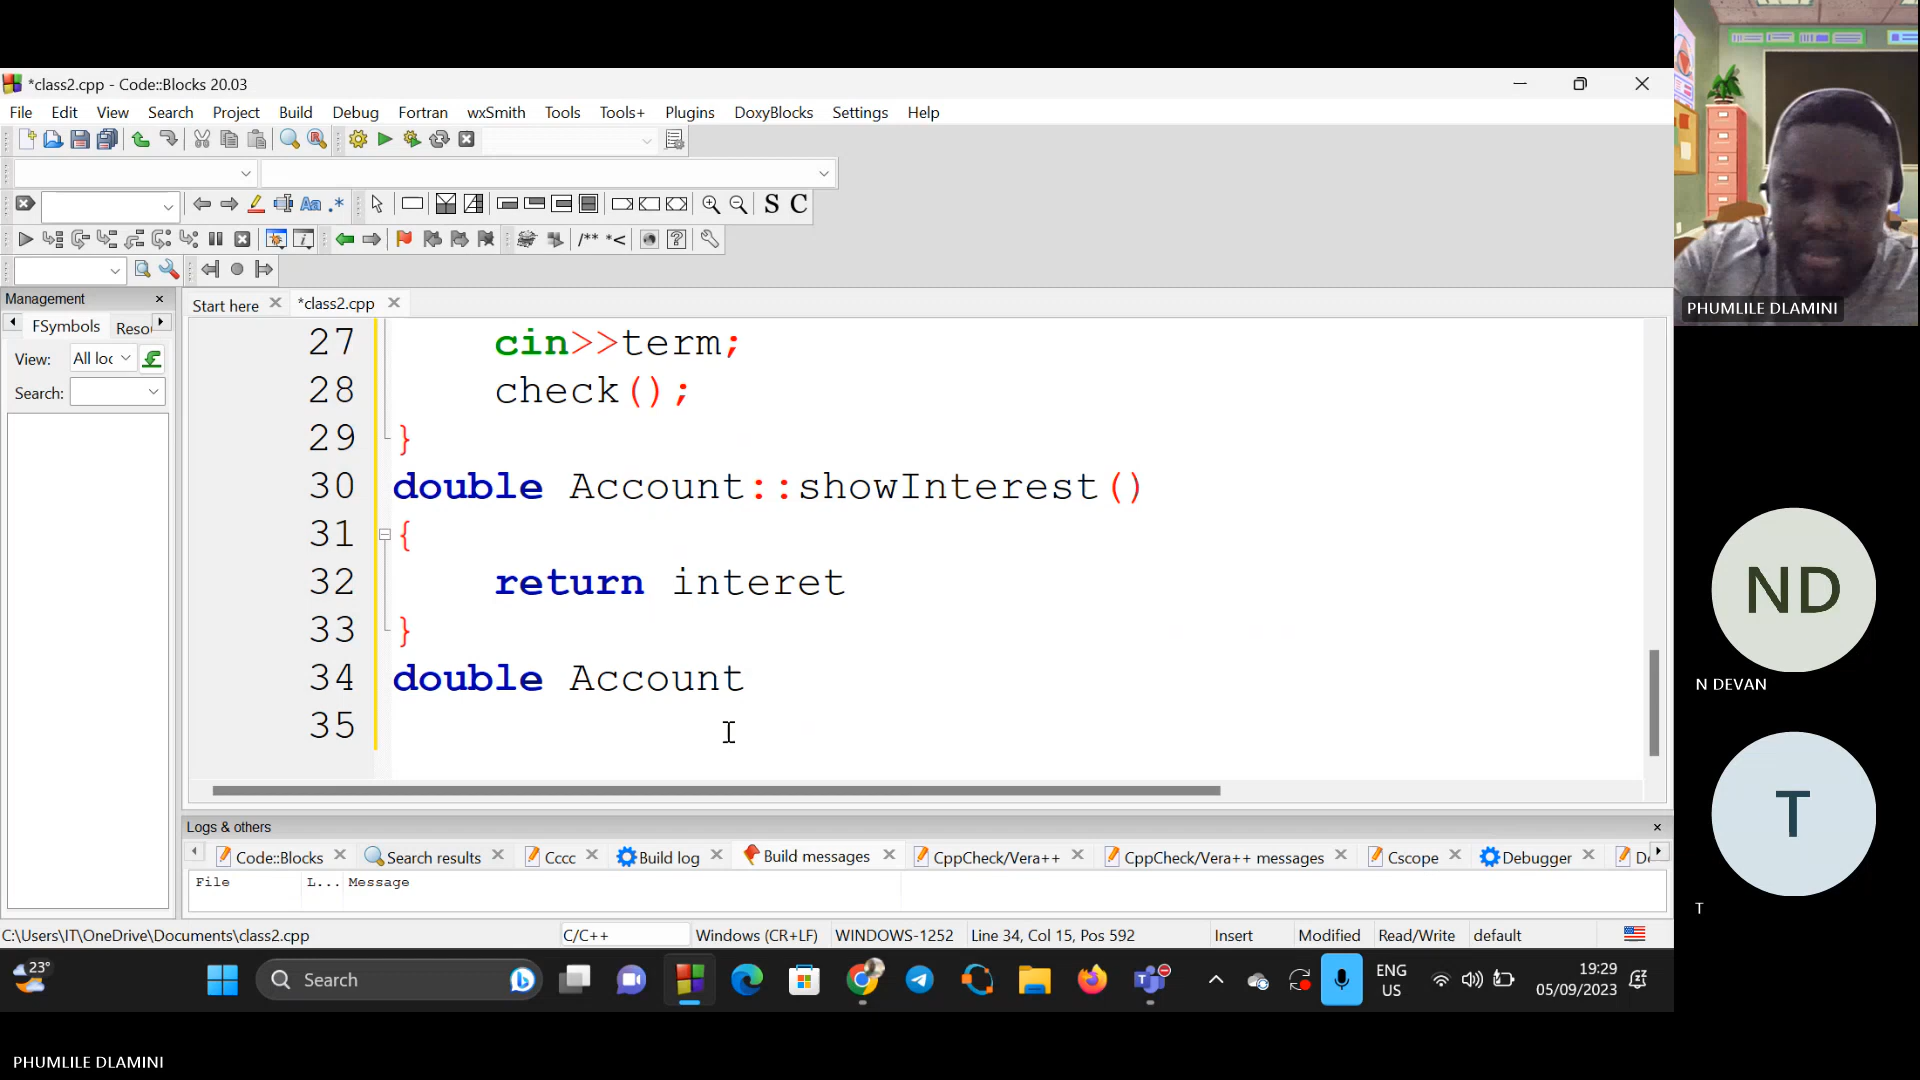 *class2.cpp - Code::Blocks 20.03
File Edit View Search Project Build Debug Fortran wxSmith Tools Tools+ Plugins DoxyBlocks Settings Help
S C
/** *<
Management
Start here *class2.cpp
FSymbols Reso
View: All loc
Search:
27 cin>>term;
28 check();
29 }
30 double Account::showInterest()
31 {
32 return interet
33 }
34 double Account
35
Logs & others
Code::Blocks Search results Cccc Build log Build messages CppCheck/Vera++ CppCheck/Vera++ messages Cscope Debugger D
File L... Message
C:\Users\IT\OneDrive\Documents\class2.cpp C/C++ Windows (CR+LF) WINDOWS-1252 Line 34, Col 15, Pos 592 Insert Modified Read/Write default
23° Search ENG US 19:29 05/09/2023
PHUMLILE DLAMINI
PHUMLILE DLAMINI
ND
N DEVAN
T
T